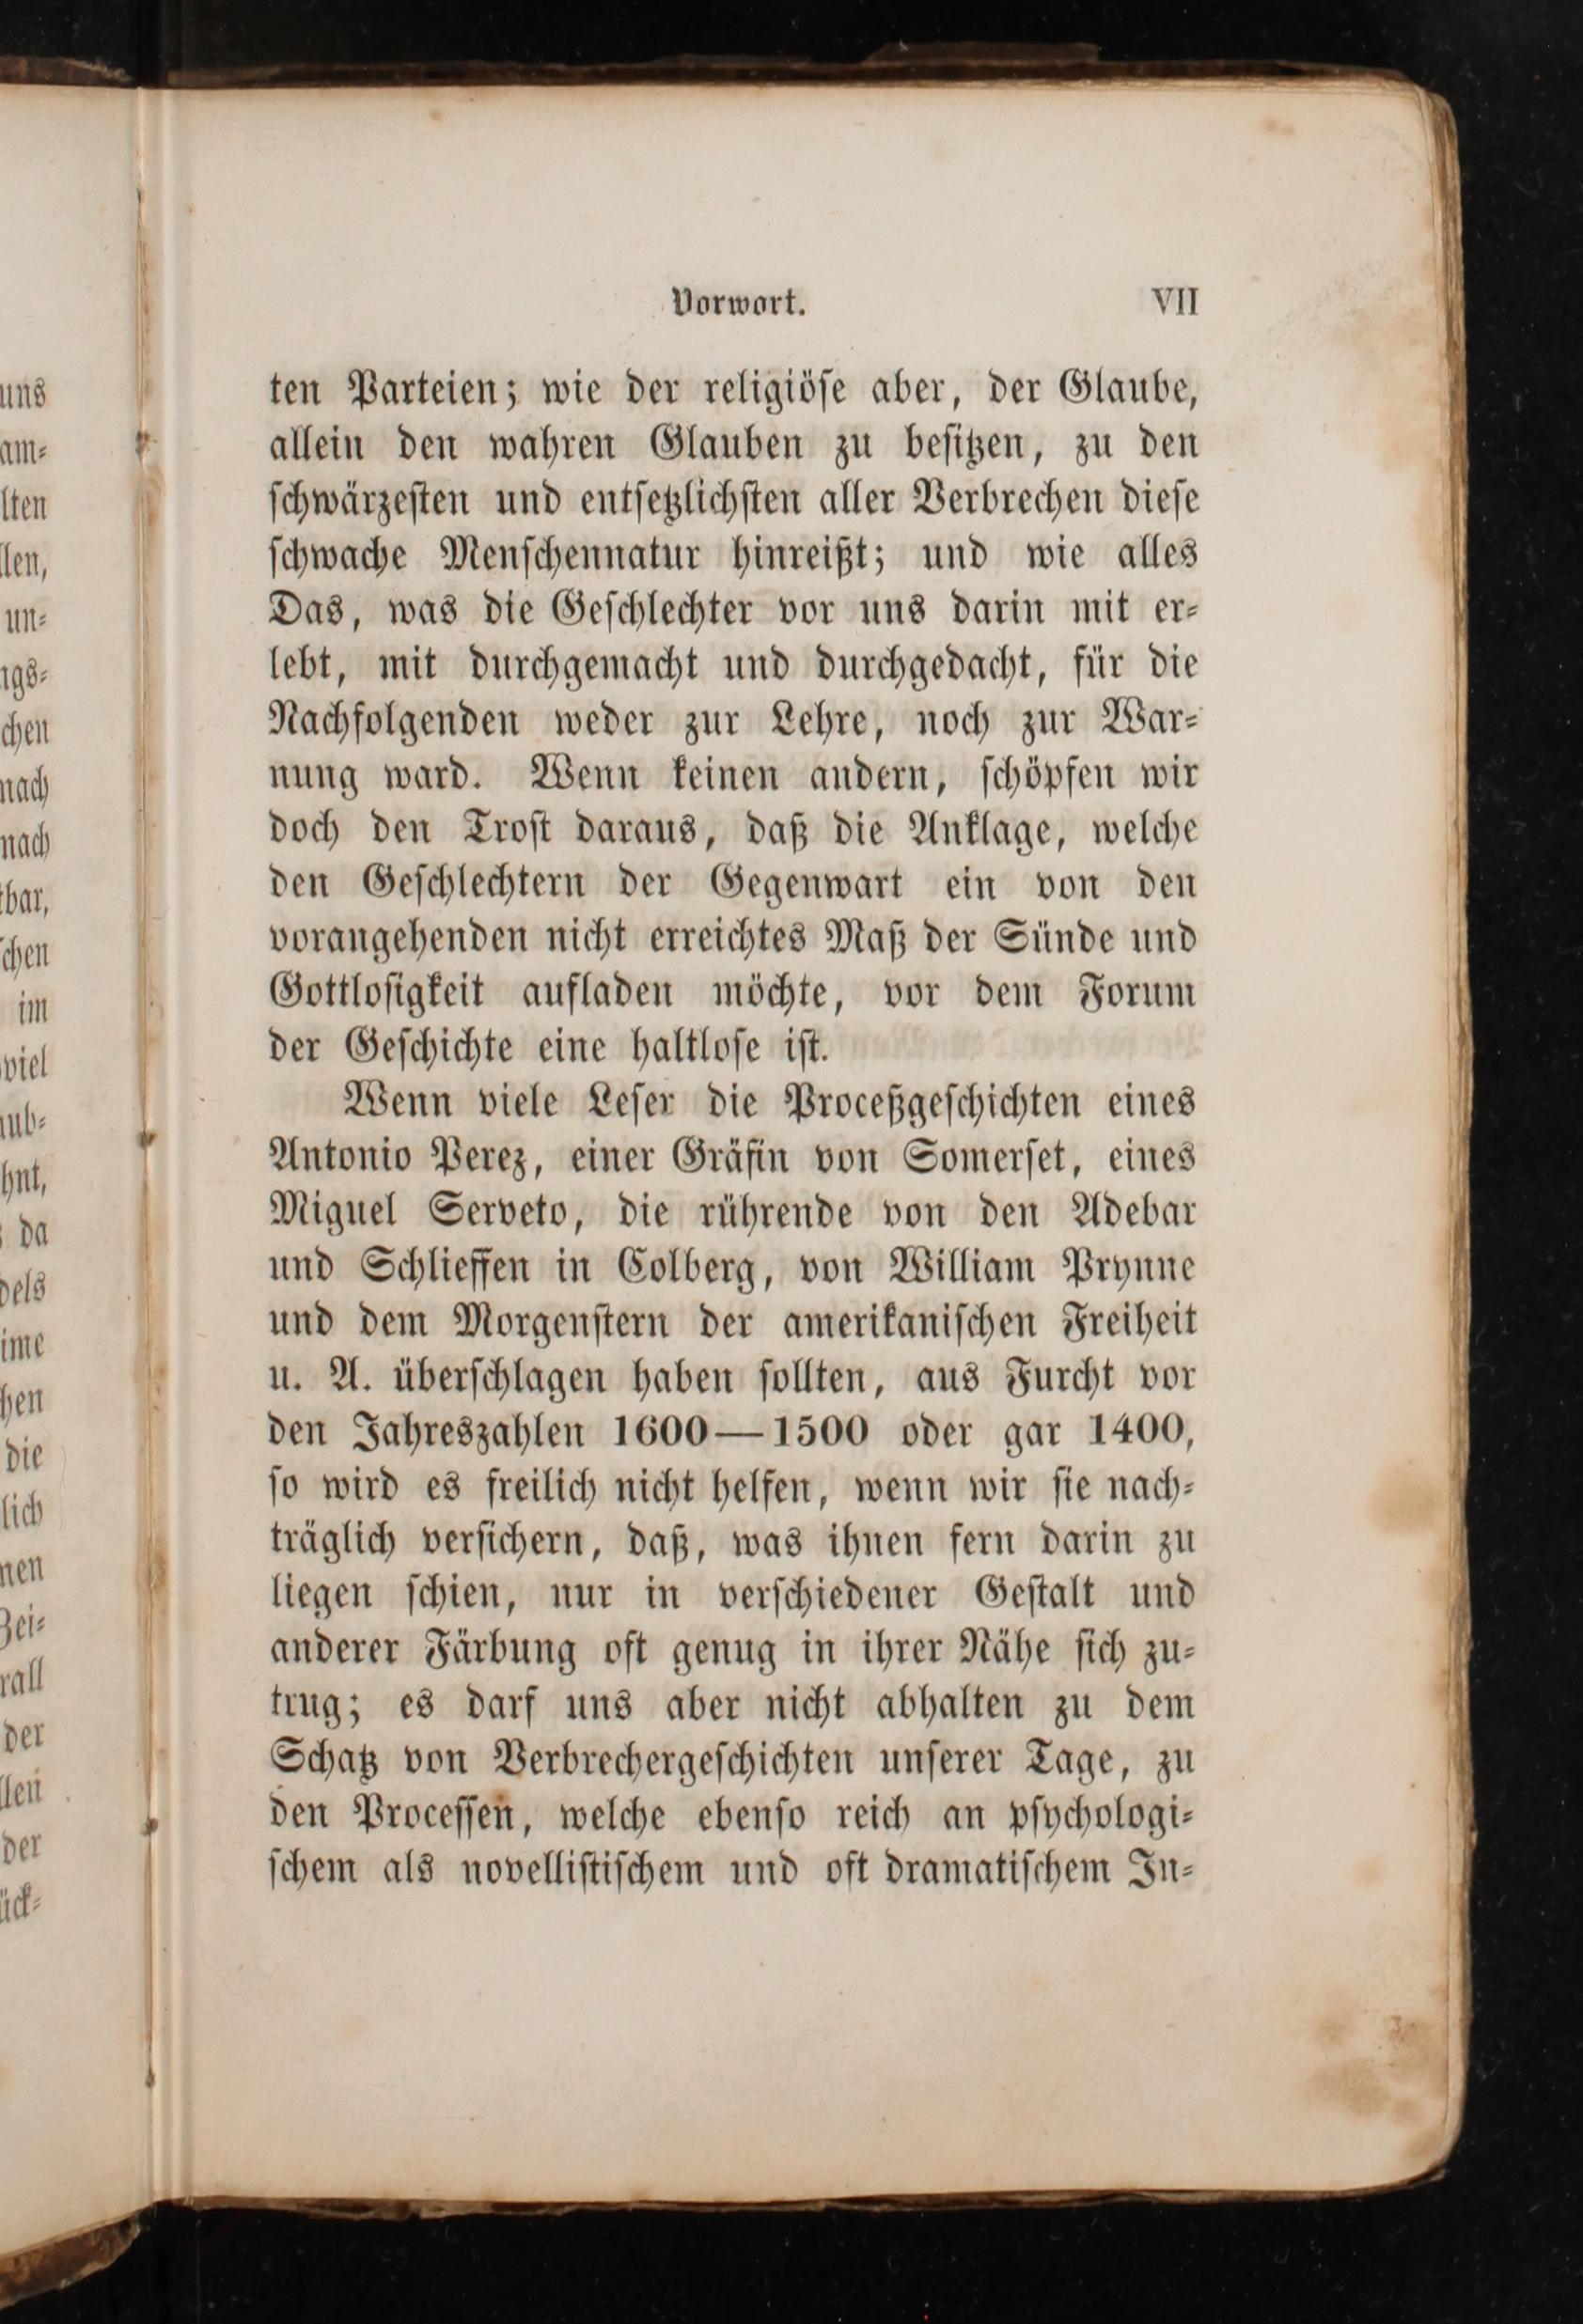 Vorwort. VII
ten Parteien; wie der religiöſe aber, der Glaube,
allein den wahren Glauben zu beſitzen, zu den
ſchwärzeſten und entſetzlichſten aller Verbrechen dieſe
ſchwache Menſchennatur hinreißt; und wie alles
Das, was die Geſchlechter vor uns darin mit er⸗
lebt, mit durchgemacht und durchgedacht, für die
Nachfolgenden weder zur Lehre, noch zur War⸗
nung ward. Wenn keinen andern, ſchöpfen wir
doch den Troſt daraus, daß die Anklage, welche
den Geſchlechtern der Gegenwart ein von den
vorangehenden nicht erreichtes Maß der Sünde und
Gottloſigkeit aufladen möchte, vor dem Forum
der Geſchichte eine haltloſe iſt.
Wenn viele Leſer die Proceßgeſchichten eines
Antonio Perez, einer Gräfin von Somerſet, eines
Miguel Serveto, die rührende von den Adebar
und Schlieffen in Colberg, von William Prynne
und dem Morgenſtern der amerikaniſchen Freiheit
u. A. überſchlagen haben ſollten, aus Furcht vor
den Jahreszahlen 1600—1500 oder gar 1400,
ſo wird es freilich nicht helfen, wenn wir ſie nach⸗
träglich verſichern, daß, was ihnen fern darin zu
liegen ſchien, nur in verſchiedener Geſtalt und
anderer Färbung oft genug in ihrer Nähe ſich zu⸗
trug; es darf uns aber nicht abhalten zu dem
Schatz von Verbrechergeſchichten unſerer Tage, zu
den Proceſſen, welche ebenſo reich an pſychologi⸗
ſchem als novelliſtiſchem und oft dramatiſchem In⸗